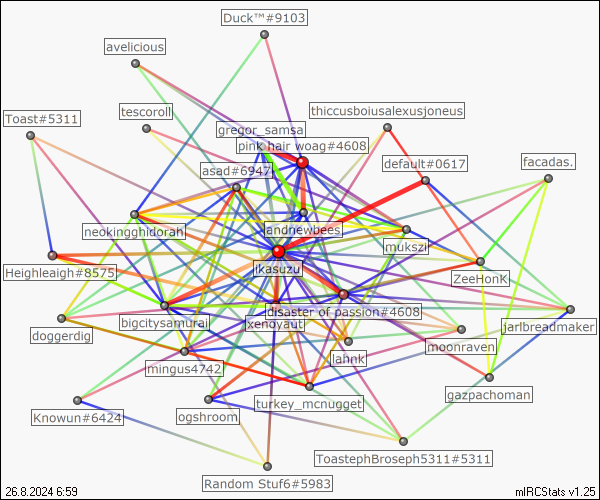 Duck™#9103
avelicious
tescoroll
thiccusboiusalexusjoneus
Toast#5311
gregor_samsa
pink hair woag#4608
asad#6947
default#0617
facadas.
neokingghidorah
andnewbees
mukszi
Heighleaigh#8575
ikasuzu
ZeeHonK
disaster of passion#4608
bigcitysamurai
xenoyaut
jarlbreadmaker
doggerdig
moonraven
lahnk
mingus4742
gazpachoman
turkey_mcnugget
Knowun#6424
ogshroom
ToastephBroseph5311#5311
Random Stuf6#5983
26.8.2024 6:59
mIRCStats v1.25